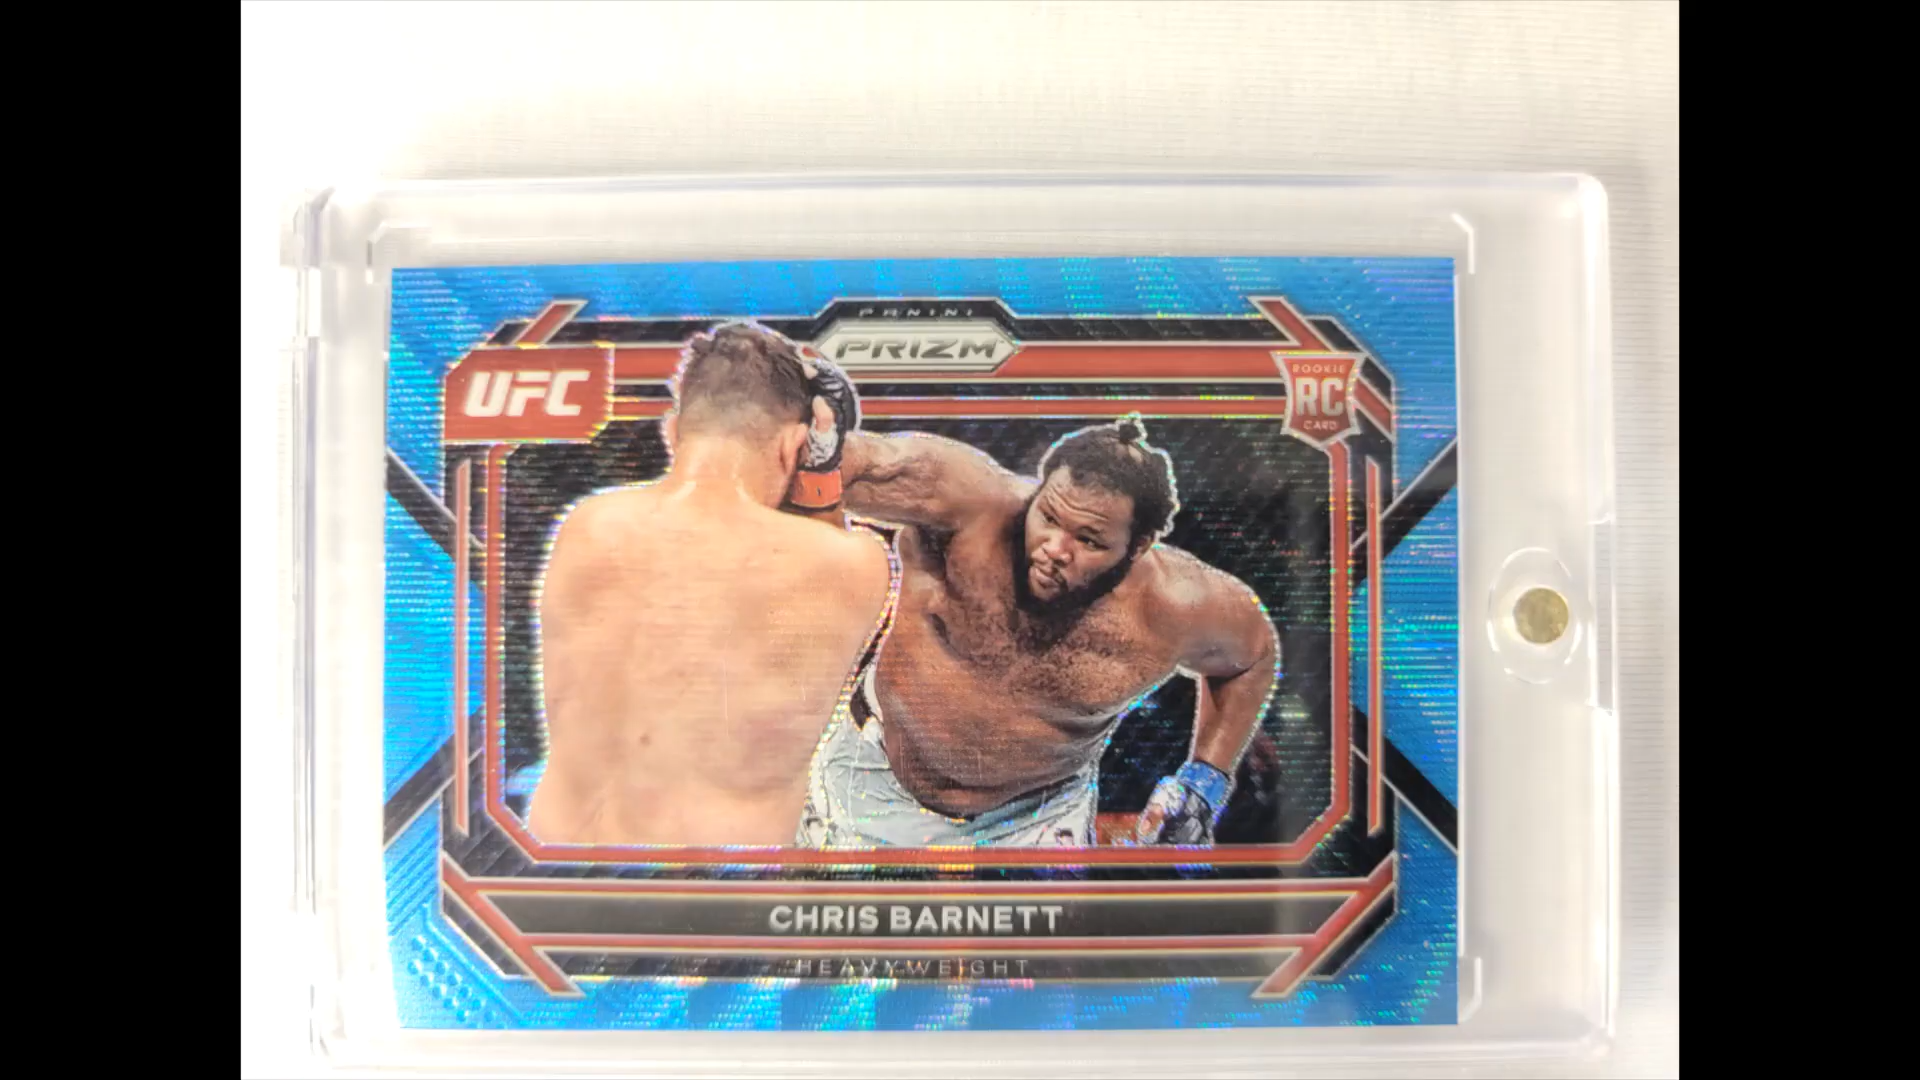 PANINI
PRIZM
UFC
ROOKIE
RC
CARD
CHRIS BARNETT
HEAVYWEIGHT